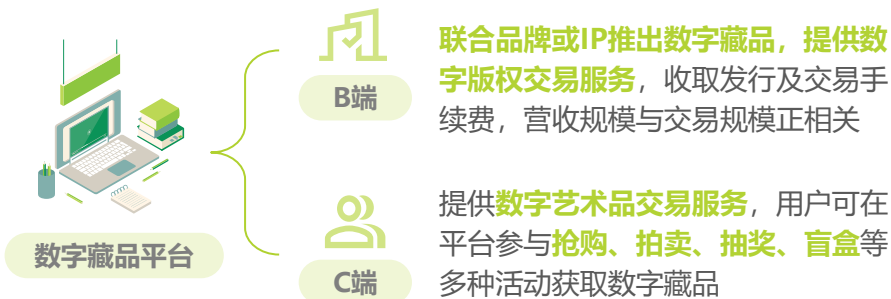 联合品牌或IP推出数字藏品，提供数
字版权交易服务，收取发行及交易手
续费，营收规模与交易规模正相关
B端
提供数字艺术品交易服务，用户可在
平台参与抢购、拍卖、抽奖、盲盒等
多种活动获取数字藏品
C端
数字藏品平台